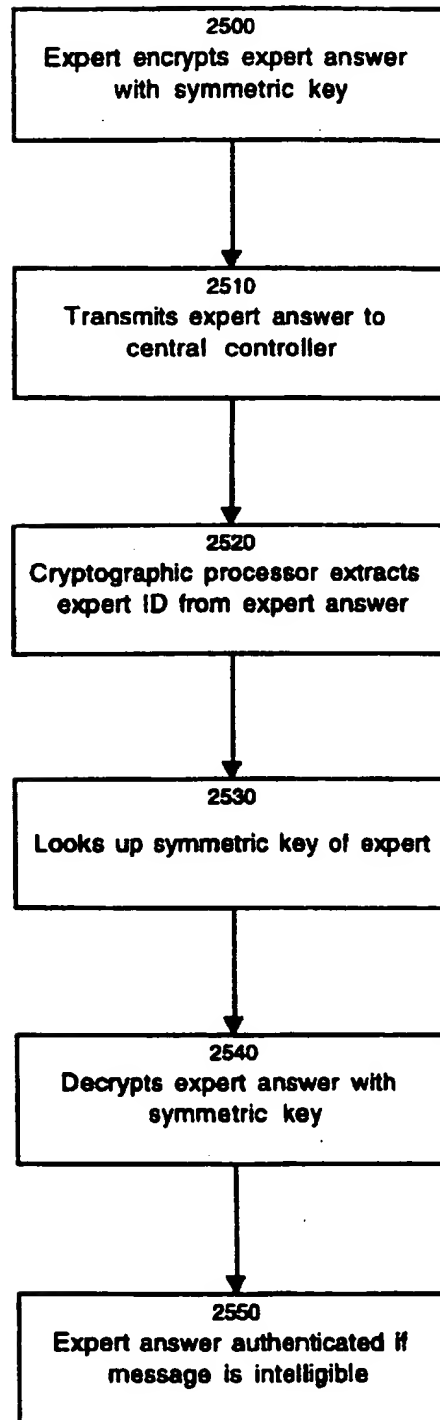 2500
Expert encrypts expert answer
with symmetric key
2510
Transmits expert answer to
central controller
2520
Cryptographic processor extracts
expert ID from expert answer
2530
Looks up symmetric key of expert
2540
Decrypts expert answer with
symmetric key
2550
Expert answer authenticated if
message is intelligible